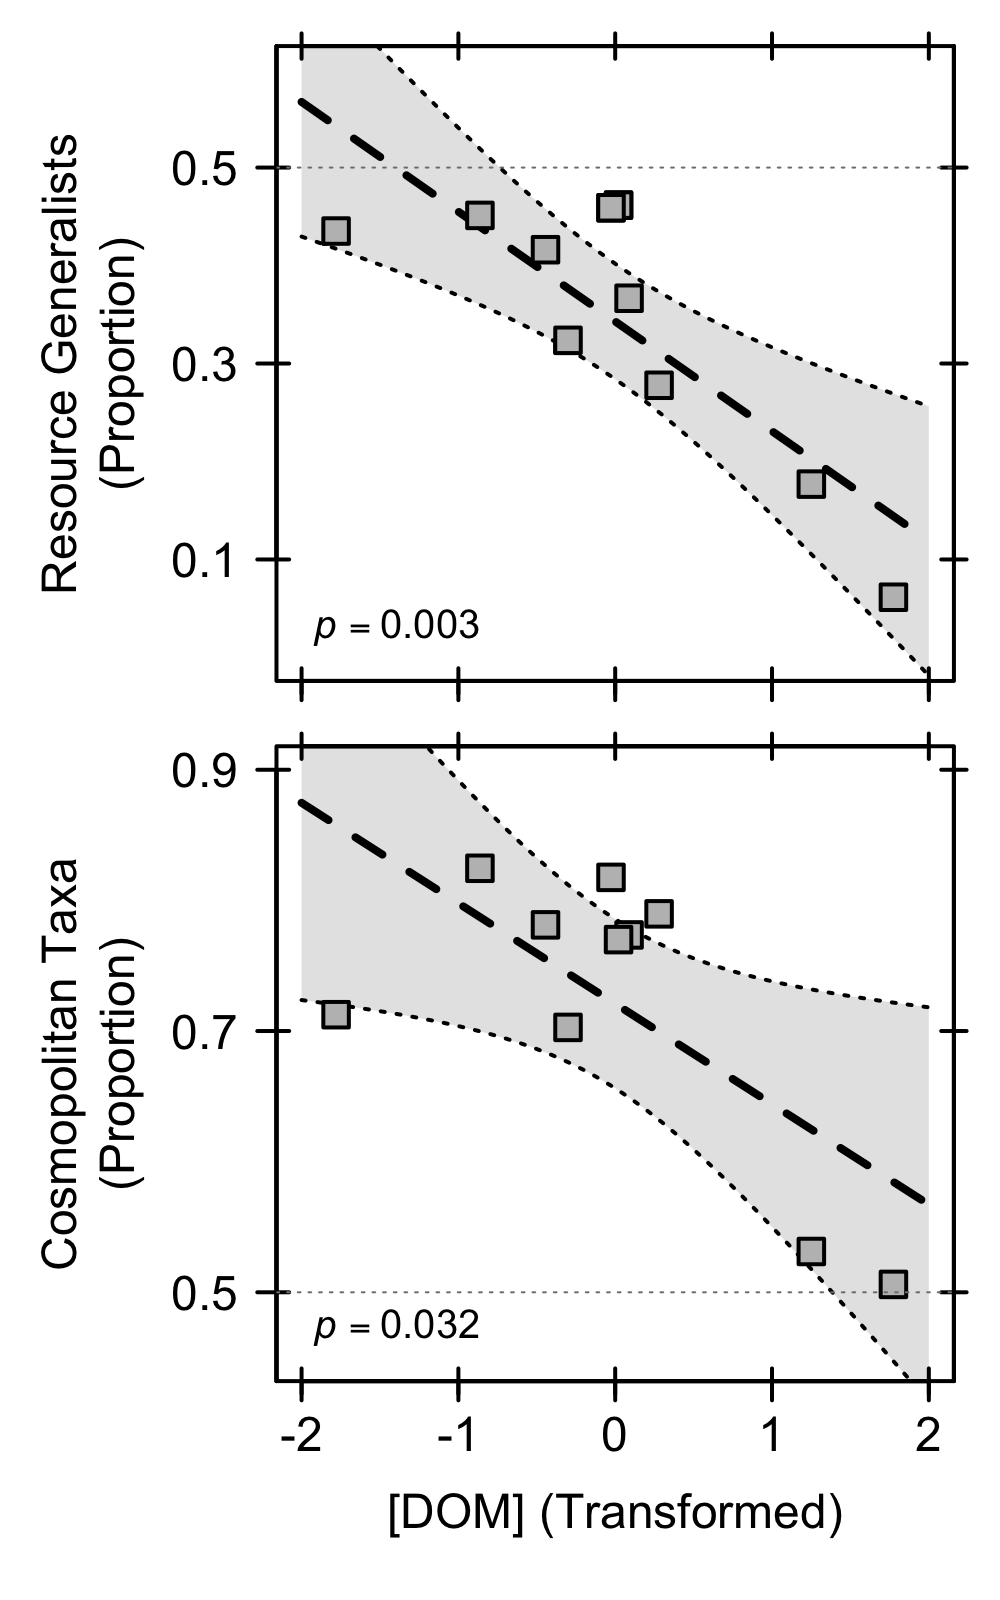 Resource Generalists
(Proportion)
0.5
0.3
0.1
p = 0.003
Cosmopolitan Taxa
(Proportion)
0.9
0.7
0.5
p = 0.032
-2 -1 0 1 2
[DOM] (Transformed)